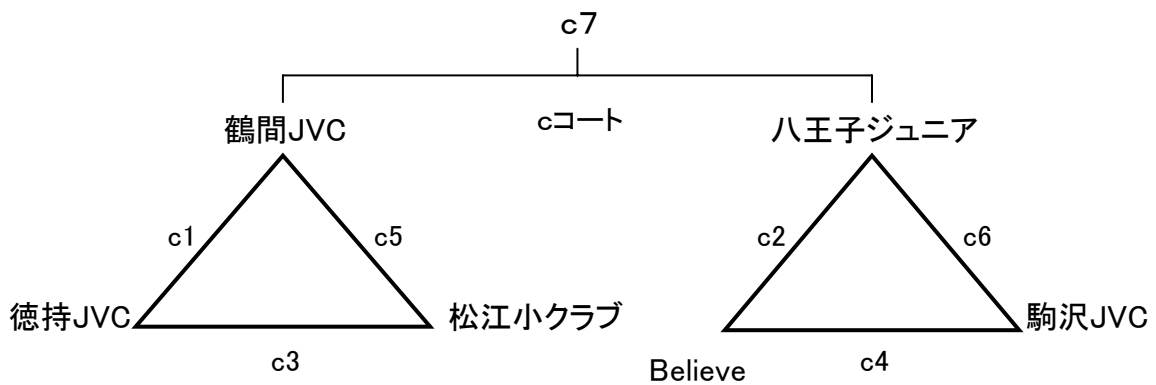 c7
cコート
鶴間JVC
八王子ジュニア
c1
c5
c2
c6
徳持JVC
松江小クラブ
駒沢JVC
c3
Believe
c4